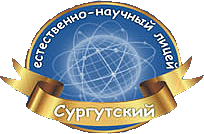 естественно-научный лицей
Сургутский